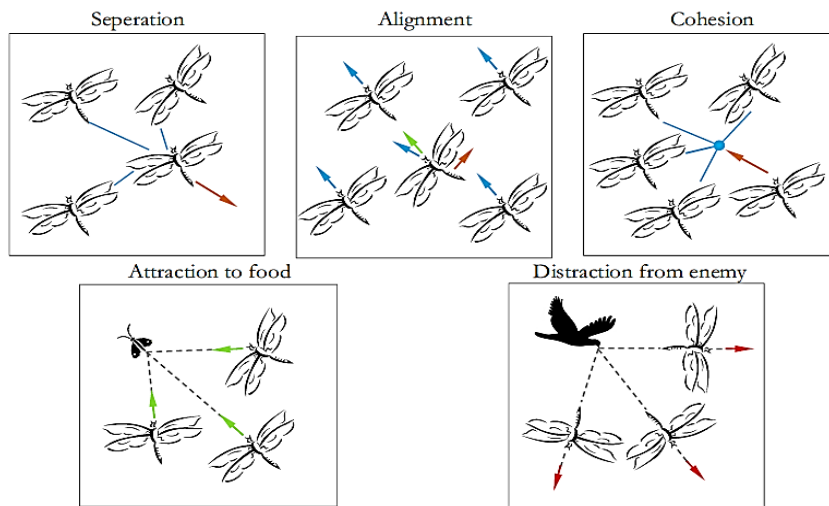 Seperation
Alignment
Cohesion
Attraction to food
Distraction from enemy